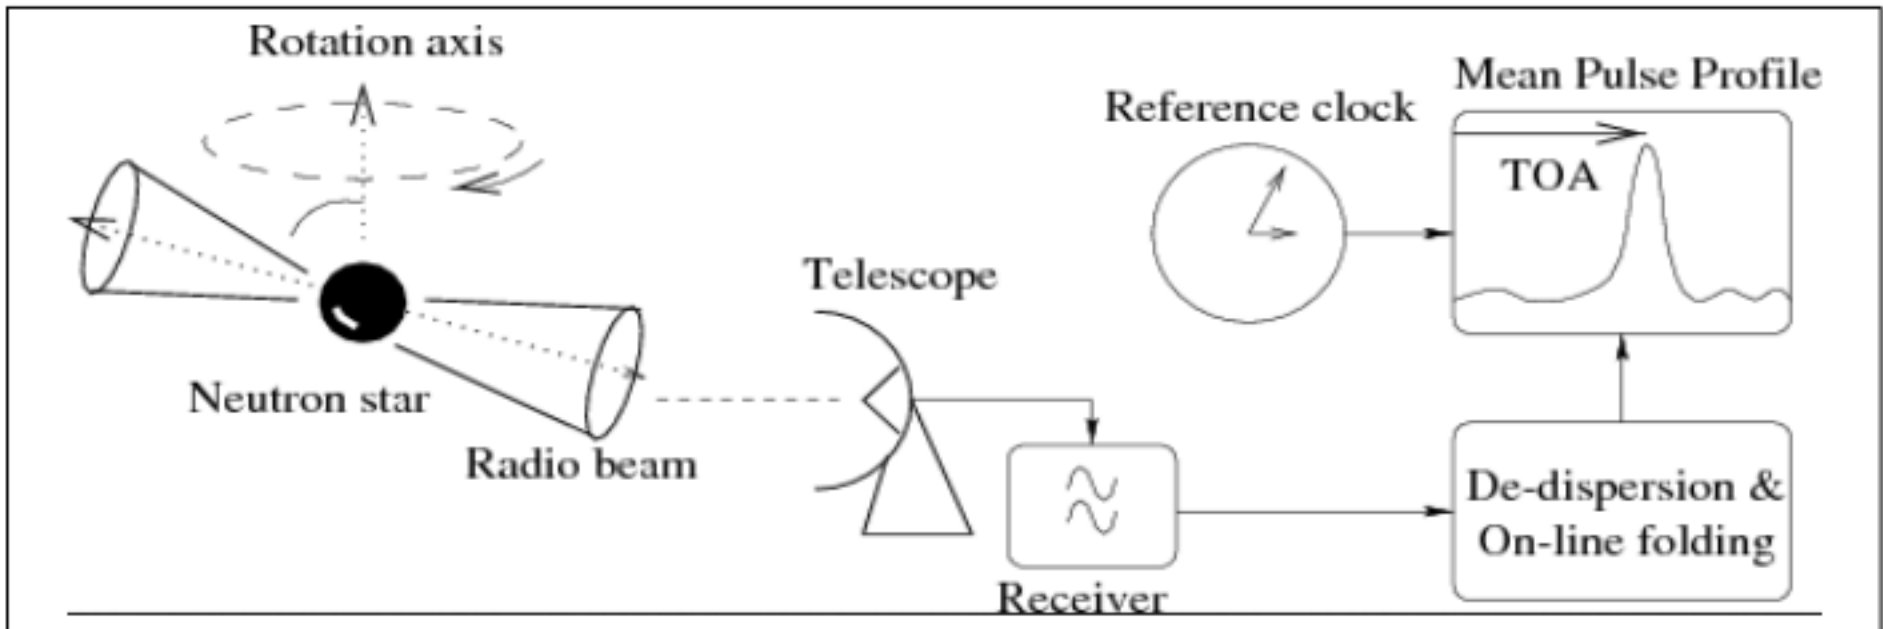 Rotation axis
Neutron star
Radio beam
Telescope
Receiver
Reference clock
Mean Pulse Profile
TOA
De-dispersion &
On-line folding